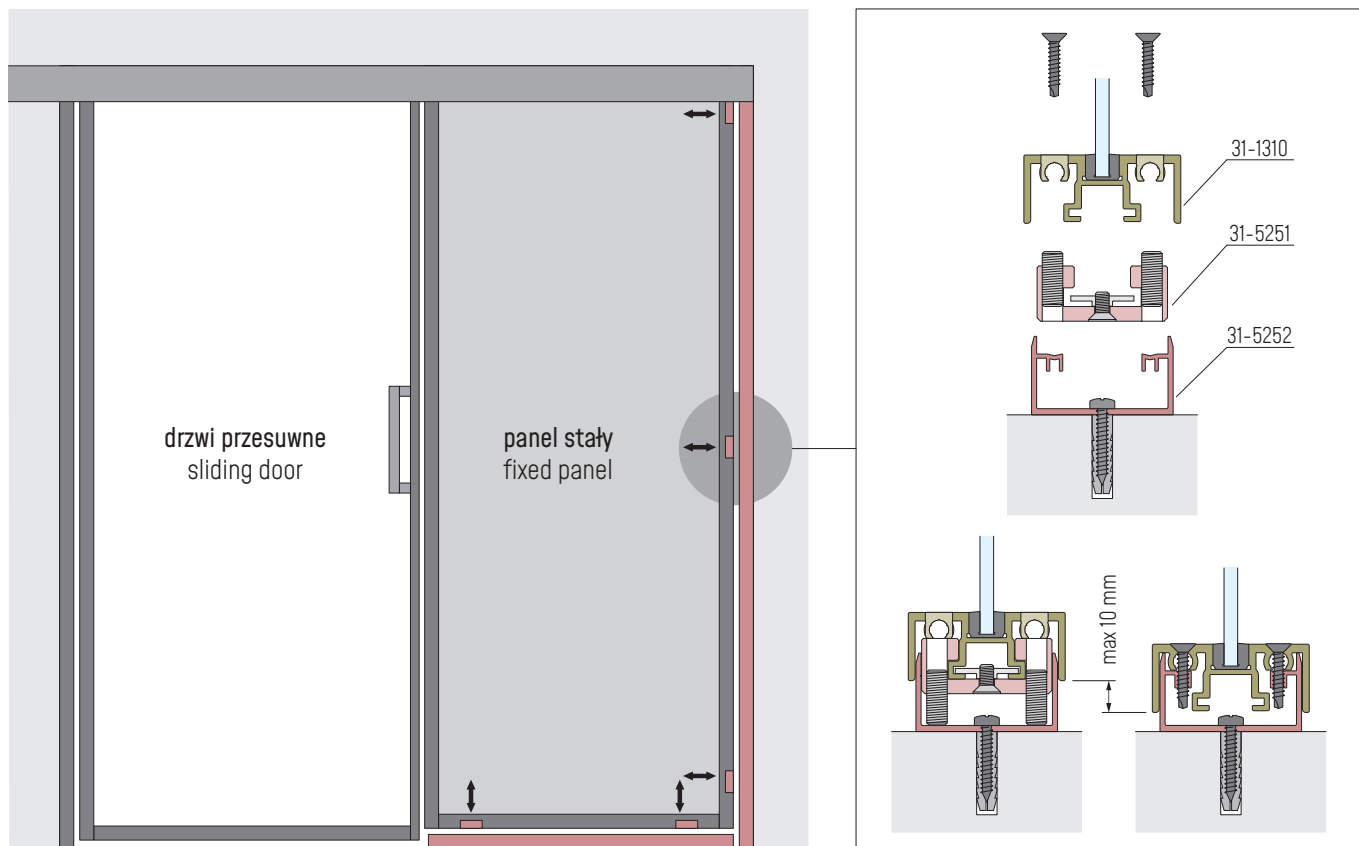 drzwi przesuwne
sliding door
panel stały
fixed panel
31-1310
31-5251
31-5252
max 10 mm